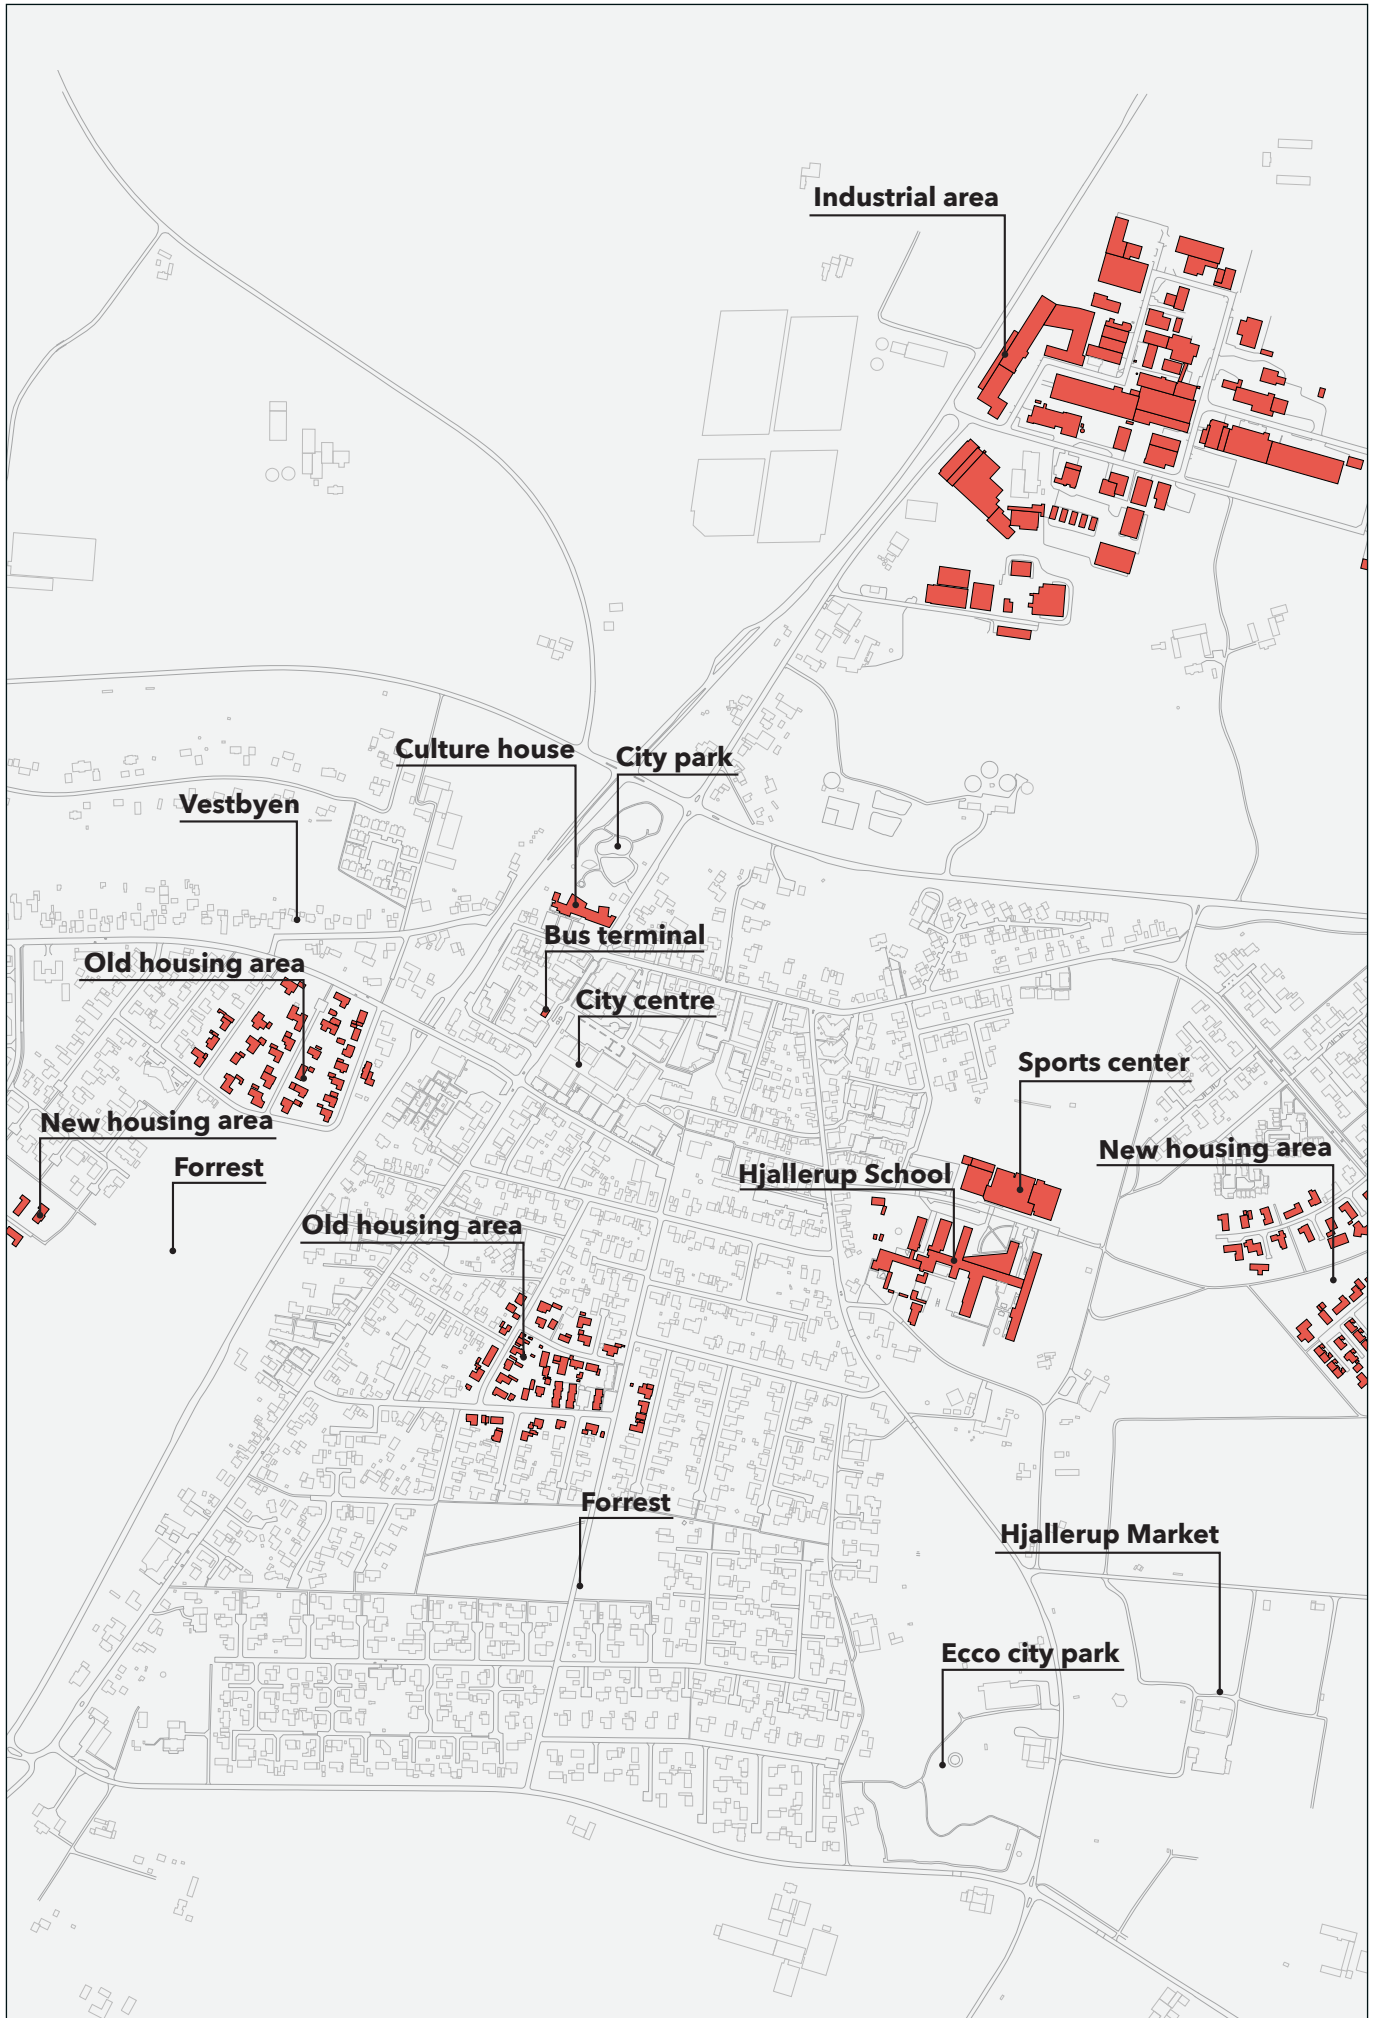 Industrial area
Culture house
City park
Vestbyen
Bus terminal
Old housing area
City centre
Sports center
New housing area
New housing area
Forrest
Hjallerup School
Old housing area
Forrest
Hjallerup Market
Ecco city park